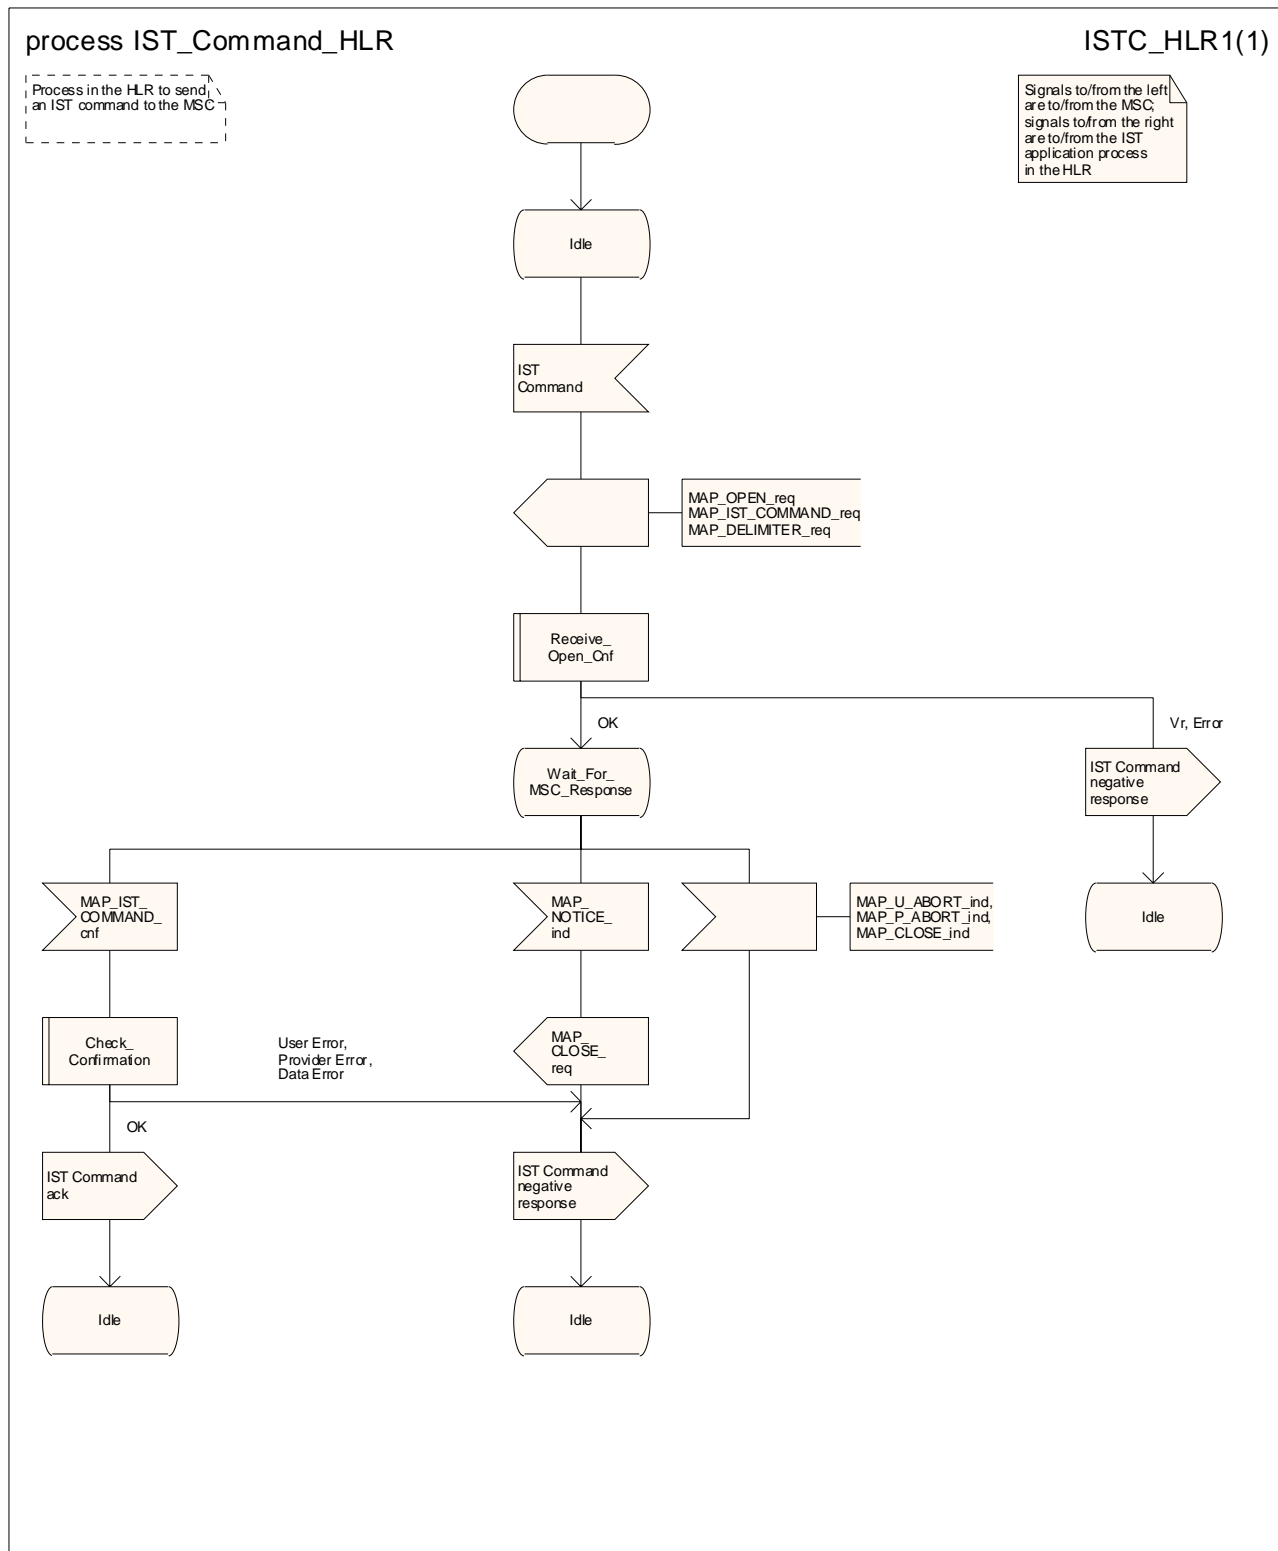 process IST_Command_HLR
ISTC_HLR1(1)
Process in the HLR to send
an IST command to the MSC
Signals to/from the left
are to/from the MSC;
signals to/from the right
are to/from the IST
application process
in the HLR
Idle
IST
Command
MAP_OPEN_req
MAP_IST_COMMAND_req
MAP_DELIMITER_req
Receive_
Open_Cnf
OK
Vr, Error
Wait_For_
MSC_Response
IST Command
negative
response
MAP_IST_
COMMAND_
cnf
MAP_
NOTICE_
ind
MAP_U_ABORT_ind,
MAP_P_ABORT_ind,
MAP_CLOSE_ind
Idle
Check_
Confirmation
User Error,
Provider Error,
Data Error
MAP_
CLOSE_
req
OK
IST Command
ack
IST Command
negative
response
Idle
Idle